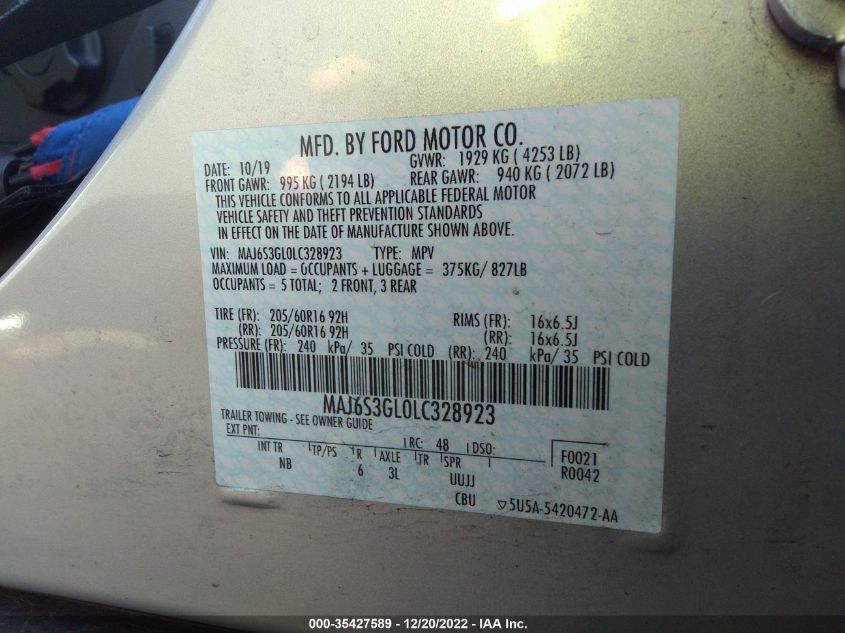 MFD. BY FORD MOTOR CO.
DATE: 10/19 GVWR: 1929 KG ( 4253 LB)
FRONT GAWR: 995 KG ( 2194 LB) REAR GAWR: 940 KG ( 2072 LB)
THIS VEHICLE CONFORMS TO ALL APPLICABLE FEDERAL MOTOR
VEHICLE SAFETY AND THEFT PREVENTION STANDARDS
IN EFFECT ON THE DATE OF MANUFACTURE SHOWN ABOVE.
VIN: MAJ6S3GL0LC328923 TYPE: MPV
MAXIMUM LOAD = OCCUPANTS + LUGGAGE = 375KG/ 827LB
OCCUPANTS = 5 TOTAL; 2 FRONT, 3 REAR
TIRE (FR): 205/60R16 92H RIMS (FR): 16x6.5J
(RR): 205/60R16 92H (RR): 16x6.5J
PRESSURE (FR): 240 kPa/ 35 PSI COLD (RR): 240 kPa/ 35 PSI COLD
MAJ6S3GL0LC328923
TRAILER TOWING - SEE OWNER GUIDE
EXT PNT: RC: 48 DSO: F0021
INT TR TP/PS R AXLE TR SPR R0042
NB 6 3L UUJJ
CBU ▽5U5A-5420472-AA
000-35427589 – 12/20/2022 – IAA Inc.